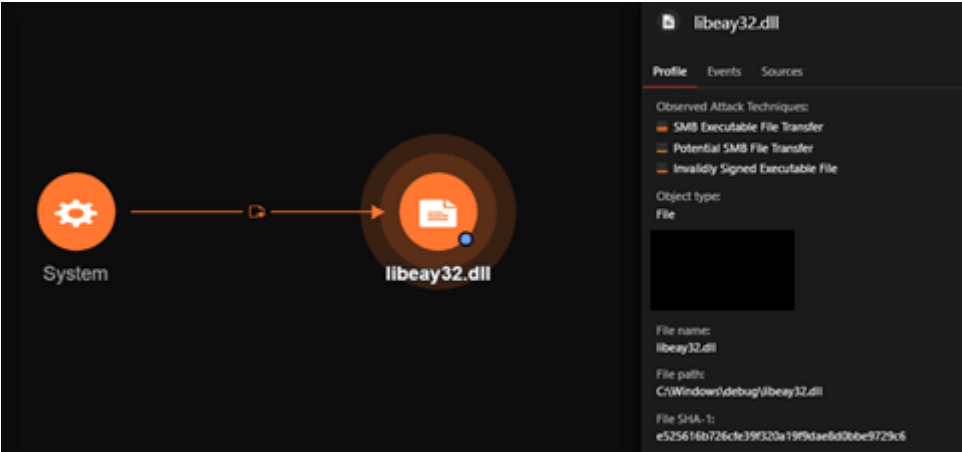 libeay32.dll
Profile Events Sources
Observed Attack Techniques:
SMB Executable File Transfer
Potential SMB File Transfer
Invalidly Signed Executable File
Object type:
File
System
libeay32.dll
File name:
libeay32.dll
File path:
C:\Windows\debug\libeay32.dll
File SHA-1:
e525616b726cfe39f320a19f9dae8d0bbe9729c6